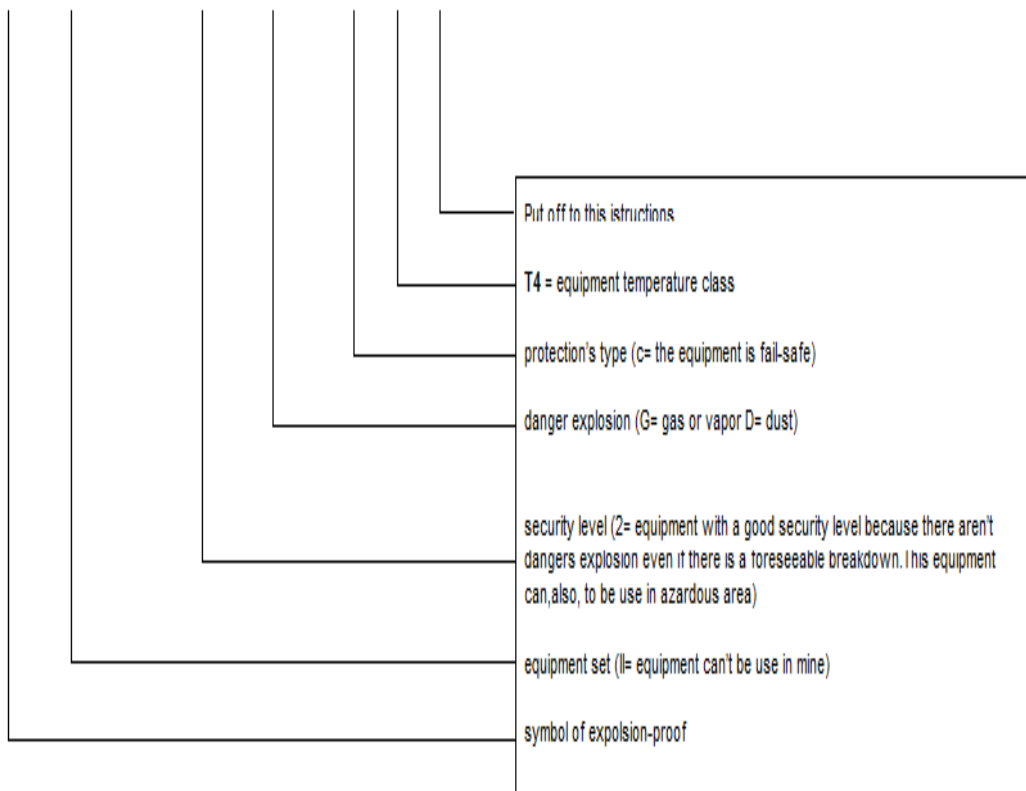 Put off to this istructions
T4 = equipment temperature class
protection's type (c= the equipment is fail-safe)
danger explosion (G= gas or vapor D= dust)
security level (2= equipment with a good security level because there aren't
dangers explosion even if there is a foreseeable breakdown.This equipment
can,also, to be use in azardous area)
equipment set (II= equipment can't be use in mine)
symbol of expolsion-proof